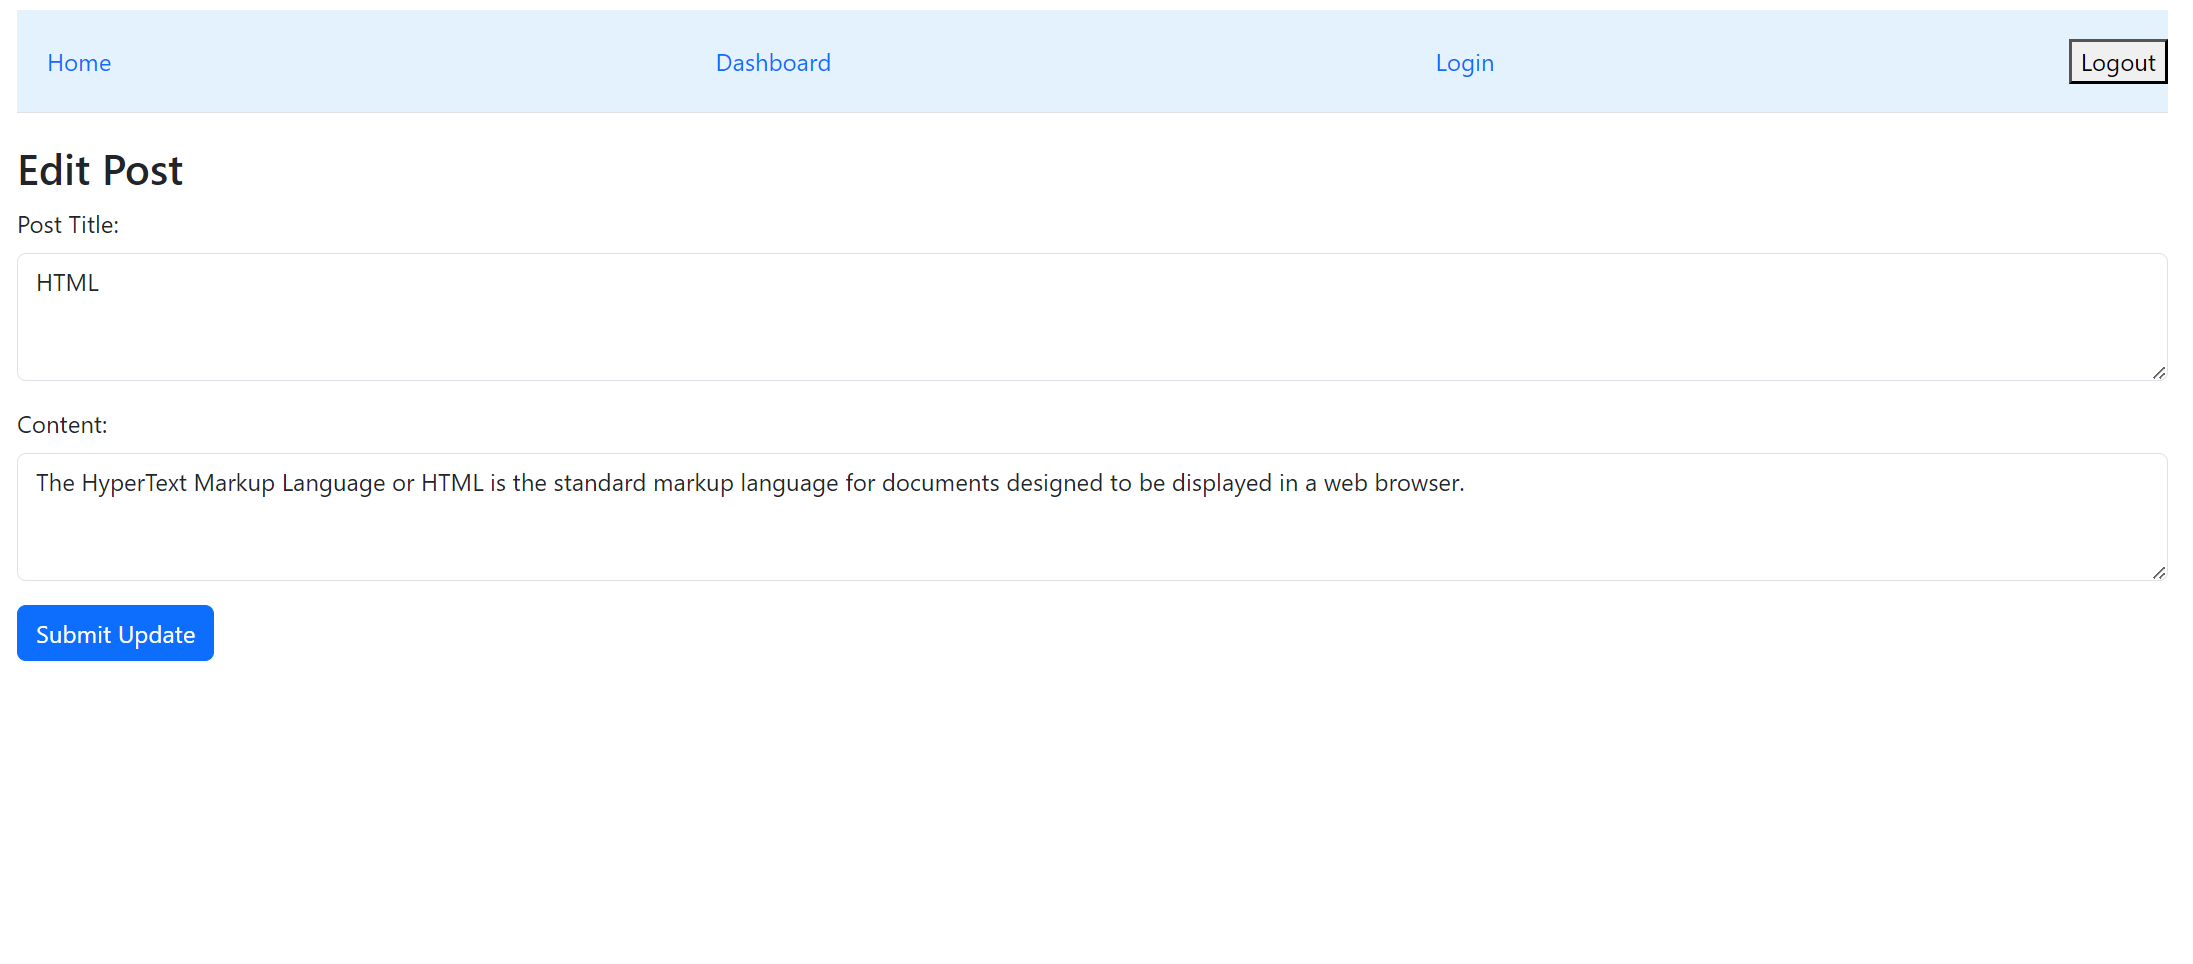 Home Dashboard Login Logout
Edit Post
Post Title:
HTML
Content:
The HyperText Markup Language or HTML is the standard markup language for documents designed to be displayed in a web browser.
Submit Update